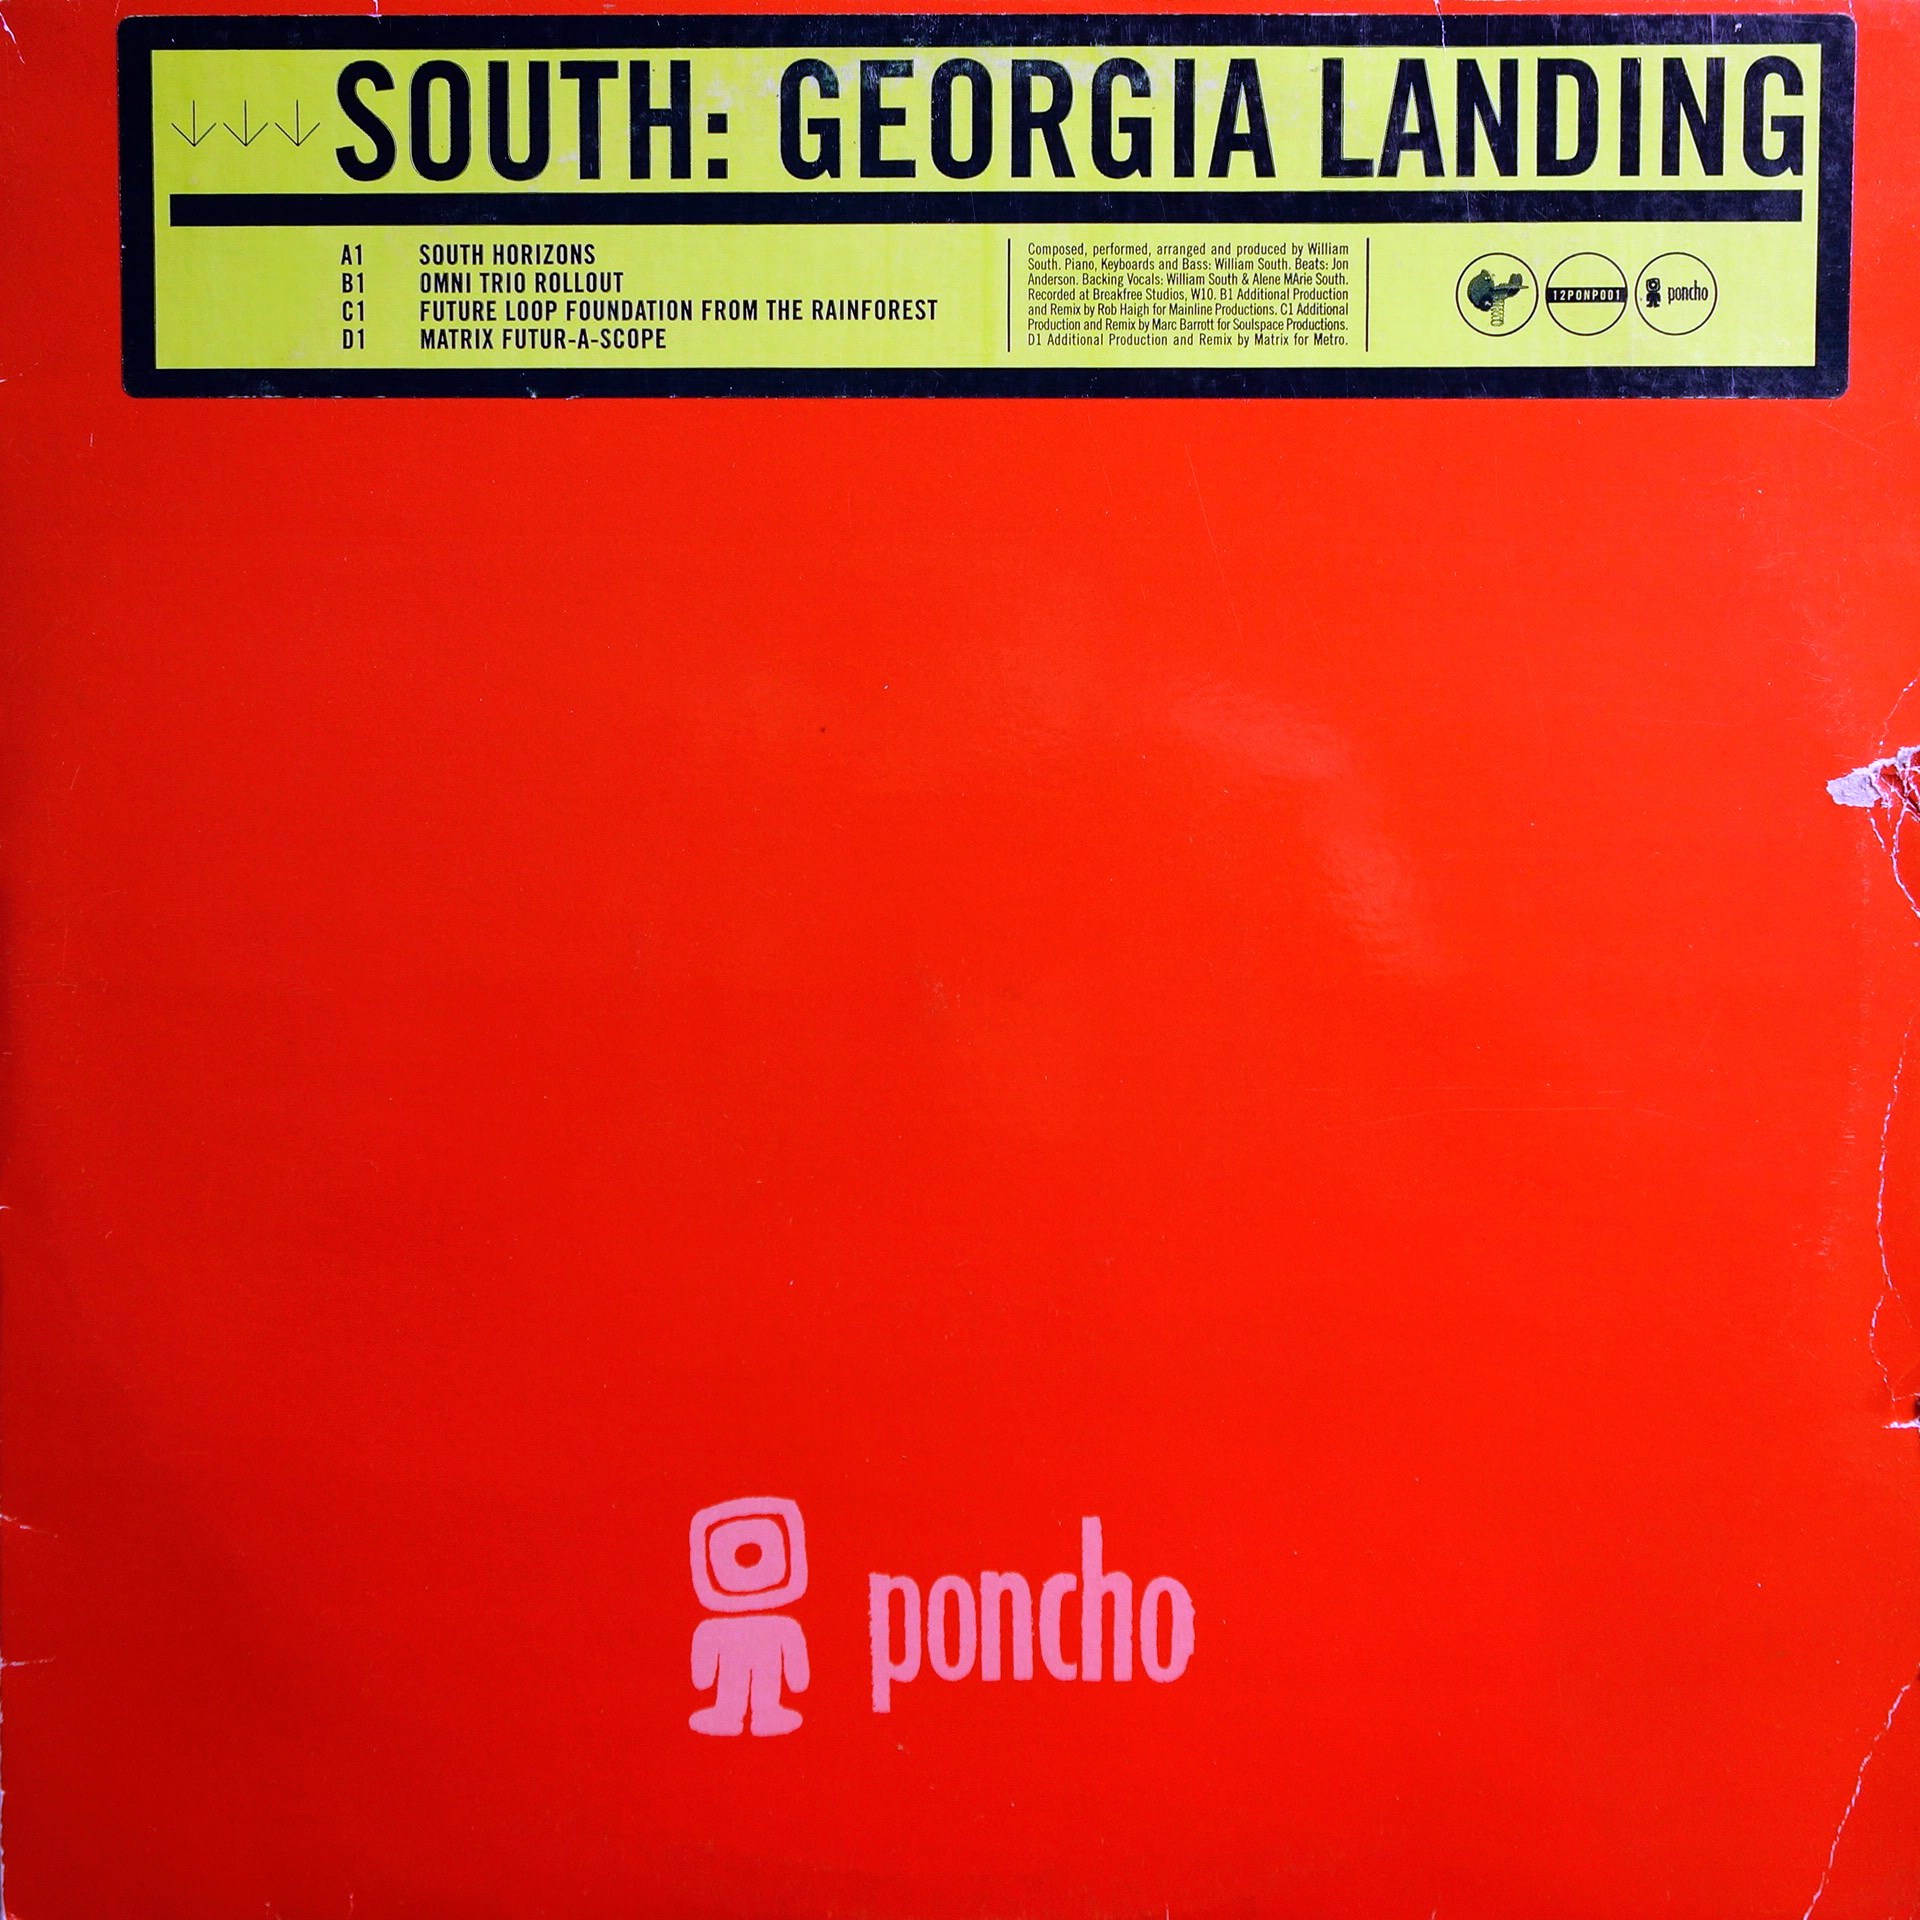 SOUTH: GEORGIA LANDING
A1 SOUTH HORIZONS
B1 OMNI TRIO ROLLOUT
C1 FUTURE LOOP FOUNDATION FROM THE RAINFOREST
D1 MATRIX FUTUR-A-SCOPE
Composed, performed, arranged and produced by William
South. Piano, Keyboards and Bass: William South. Beats: Jon
Anderson. Backing Vocals: William South & Alene MArie South.
Recorded at Breakfree Studios, W10. B1 Additional Production
and Remix by Rob Haigh for Mainline Productions. C1 Additional
Production and Remix by Marc Barrott for Soulspace Productions.
D1 Additional Production and Remix by Matrix for Metro.
12PONP001
poncho
poncho